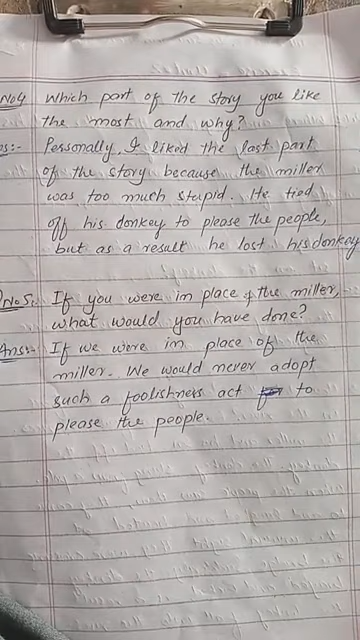 No4 Which part of the story you like
the most and why?
ns:- Personally, I liked the last part
of the story because the miller
was too much stupid. He tied
off his donkey to please the people,
but as a result he lost his donkey
No5. If you were in place of the miller,
what would you have done?
Ans:- If we were in place of the
miller. We would never adopt
such a foolishness act to
please the people.